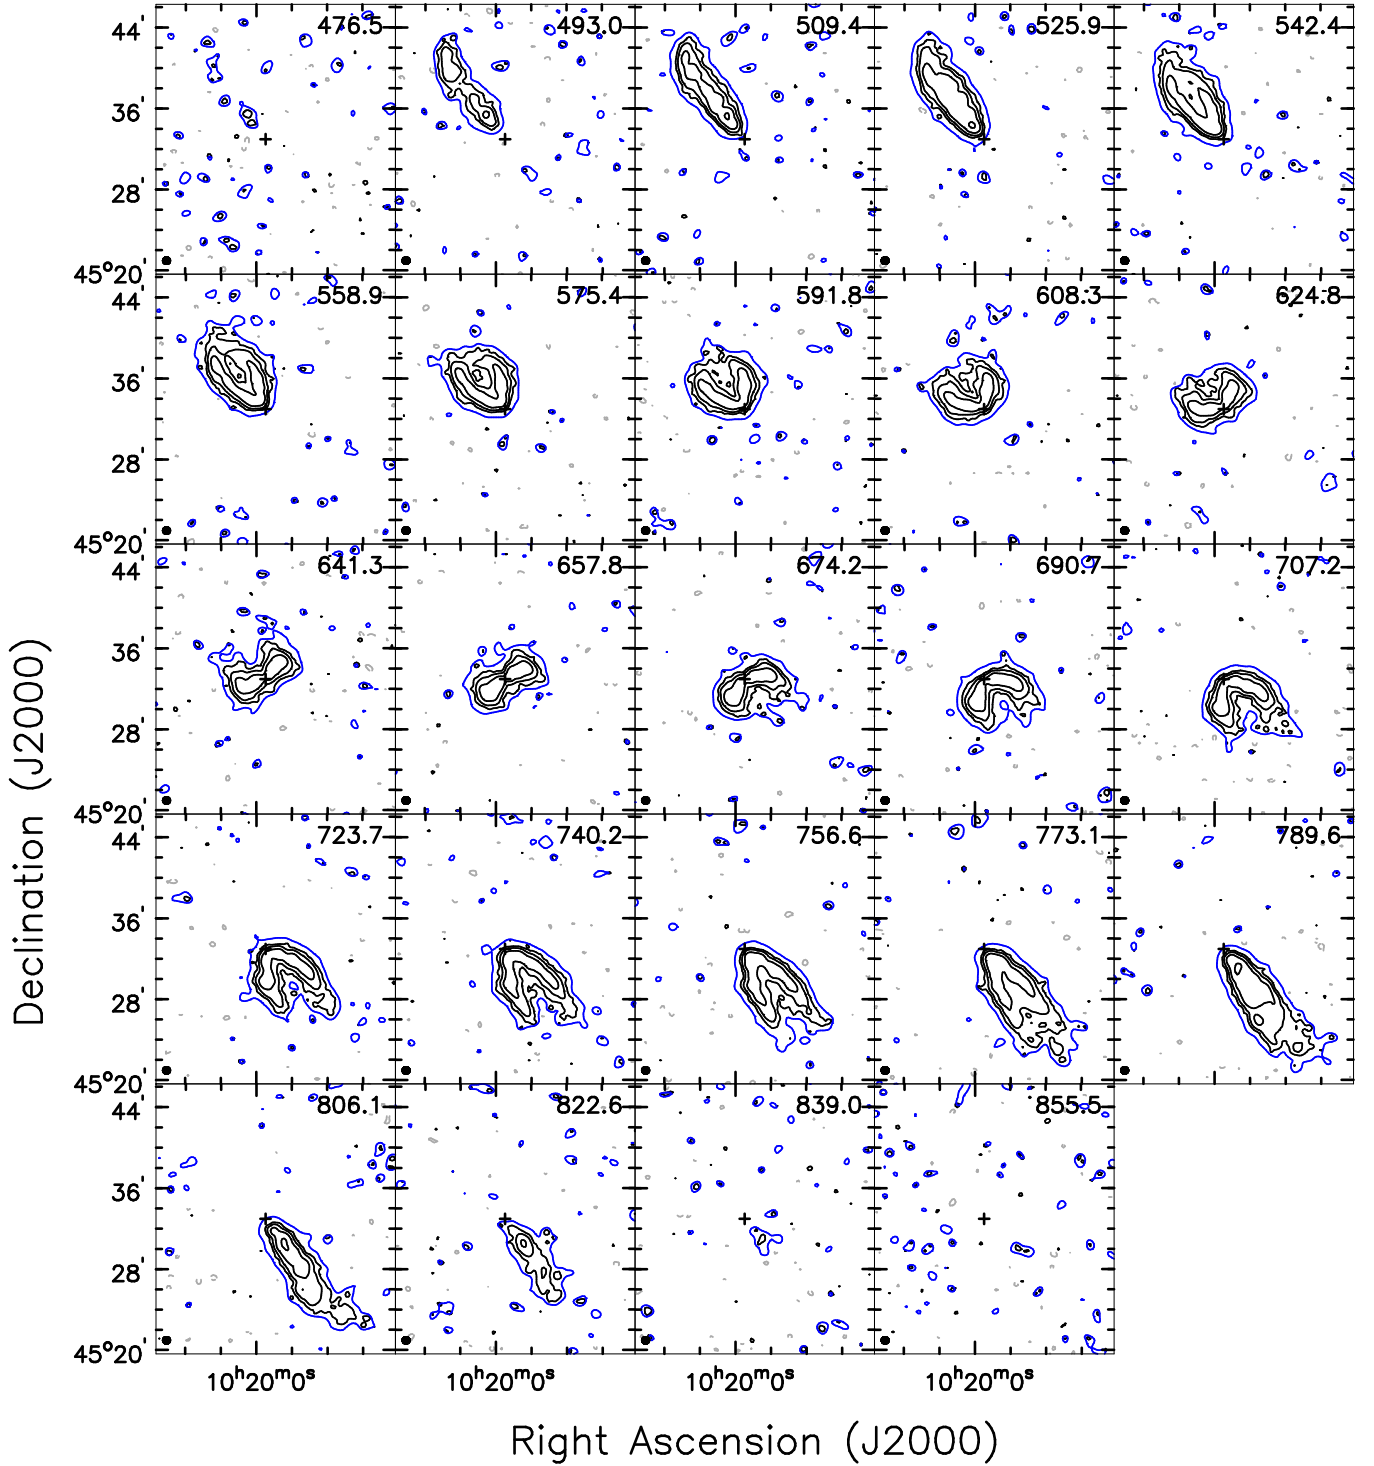 44' 476.5 493.0 509.4 525.9 542.4
36'
28'
45°20'
44' 558.9 575.4 591.8 608.3 624.8
36'
28'
45°20'
44' 641.3 657.8 674.2 690.7 707.2
36'
28'
45°20'
44' 723.7 740.2 756.6 773.1 789.6
36'
28'
45°20'
44' 806.1 822.6 839.0 855.5
36'
28'
45°20'
10ʰ20ᵐ0ˢ 10ʰ20ᵐ0ˢ 10ʰ20ᵐ0ˢ 10ʰ20ᵐ0ˢ
Right Ascension (J2000)
Declination (J2000)